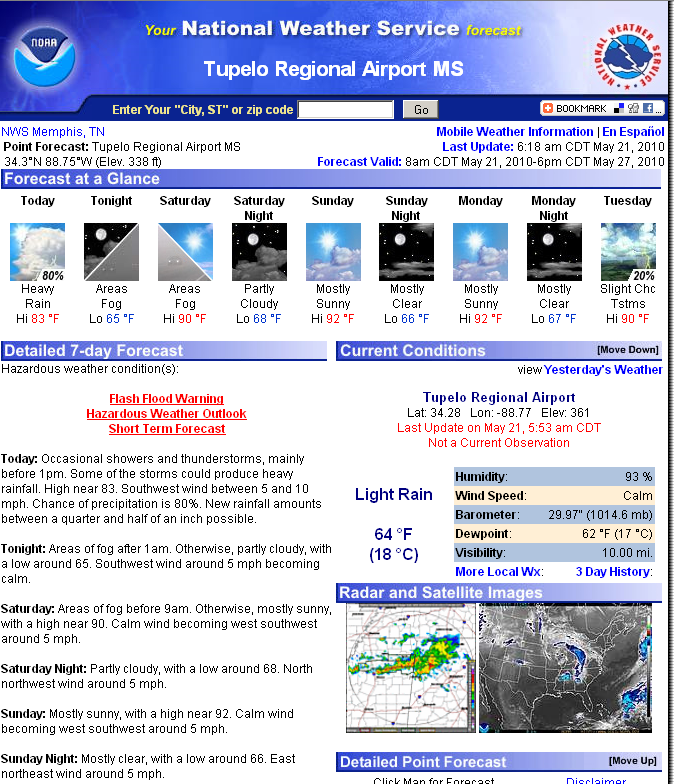 NOAA
Your National Weather Service forecast
NATIONAL WEATHER SERVICE
Tupelo Regional Airport MS
Enter Your "City, ST" or zip code Go
BOOKMARK ...
NWS Memphis, TN
Mobile Weather Information | En Español
Point Forecast: Tupelo Regional Airport MS
Last Update: 6:18 am CDT May 21, 2010
34.3°N 88.75°W (Elev. 338 ft)
Forecast Valid: 8am CDT May 21, 2010-6pm CDT May 27, 2010
Forecast at a Glance
Today Tonight Saturday Saturday Night Sunday Sunday Night Monday Monday Night Tuesday
80% 20%
Heavy Rain Areas Fog Areas Fog Partly Cloudy Mostly Sunny Mostly Clear Mostly Sunny Mostly Clear Slight Chc Tstms
Hi 83 °F Lo 65 °F Hi 90 °F Lo 68 °F Hi 92 °F Lo 66 °F Hi 92 °F Lo 67 °F Hi 90 °F
Detailed 7-day Forecast
Hazardous weather condition(s):
Flash Flood Warning
Hazardous Weather Outlook
Short Term Forecast
Today: Occasional showers and thunderstorms, mainly
before 1pm. Some of the storms could produce heavy
rainfall. High near 83. Southwest wind between 5 and 10
mph. Chance of precipitation is 80%. New rainfall amounts
between a quarter and half of an inch possible.
Tonight: Areas of fog after 1am. Otherwise, partly cloudy, with
a low around 65. Southwest wind around 5 mph becoming
calm.
Saturday: Areas of fog before 9am. Otherwise, mostly sunny,
with a high near 90. Calm wind becoming west southwest
around 5 mph.
Saturday Night: Partly cloudy, with a low around 68. North
northwest wind around 5 mph.
Sunday: Mostly sunny, with a high near 92. Calm wind
becoming west southwest around 5 mph.
Sunday Night: Mostly clear, with a low around 66. East
northeast wind around 5 mph.
Current Conditions [Move Down]
view Yesterday's Weather
Tupelo Regional Airport
Lat: 34.28 Lon: -88.77 Elev: 361
Last Update on May 21, 5:53 am CDT
Not a Current Observation
Light Rain
64 °F
(18 °C)
Humidity: 93 %
Wind Speed: Calm
Barometer: 29.97" (1014.6 mb)
Dewpoint: 62 °F (17 °C)
Visibility: 10.00 mi.
More Local Wx: 3 Day History:
Radar and Satellite Images
Detailed Point Forecast [Move Up]
Click Map for Forecast Disclaimer